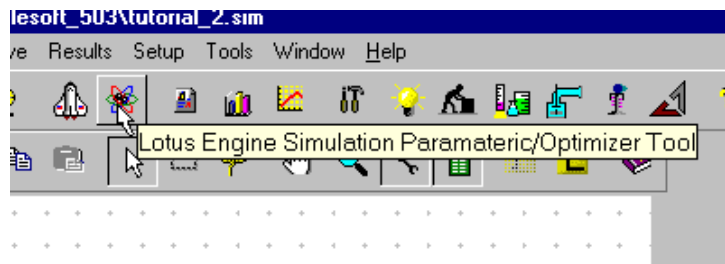 lesoft_503\tutorial_2.sim
ve Results Setup Tools Window Help
Lotus Engine Simulation Paramateric/Optimizer Tool